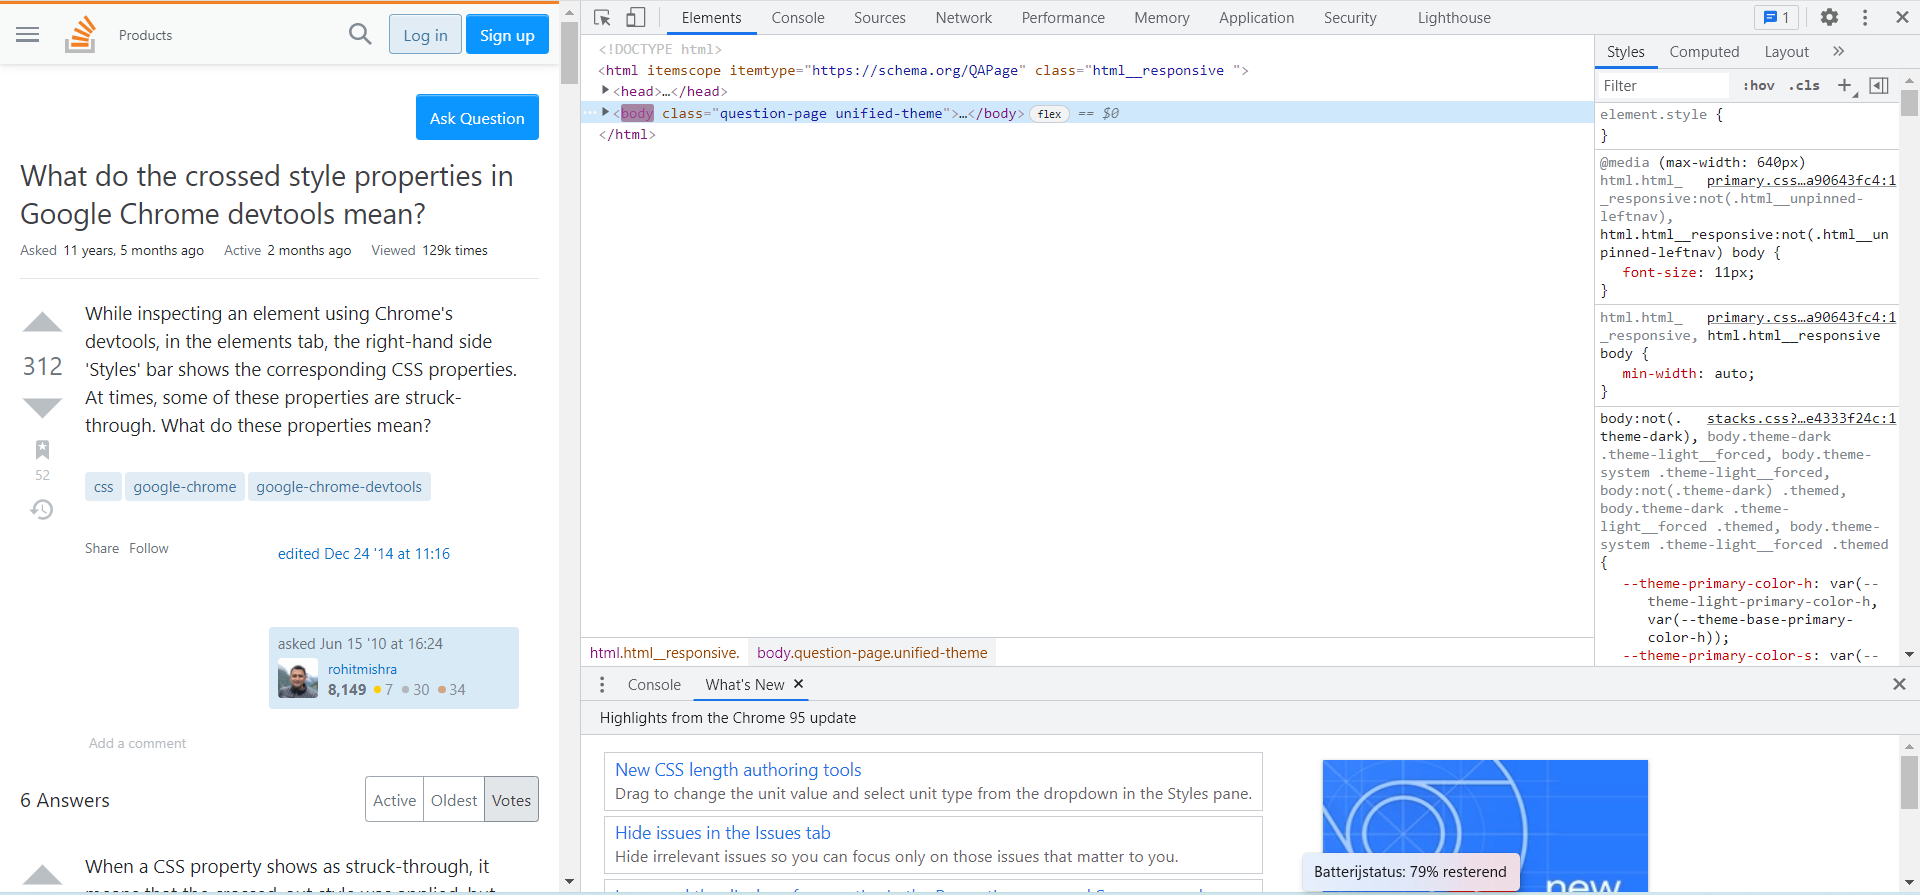 Products
Log in
Sign up
Ask Question
What do the crossed style properties in
Google Chrome devtools mean?
Asked 11 years, 5 months ago Active 2 months ago Viewed 129k times
312
52
While inspecting an element using Chrome's
devtools, in the elements tab, the right-hand side
'Styles' bar shows the corresponding CSS properties.
At times, some of these properties are struck-
through. What do these properties mean?
css google-chrome google-chrome-devtools
Share Follow
edited Dec 24 '14 at 11:16
asked Jun 15 '10 at 16:24
rohitmishra
8,149 7 30 34
Add a comment
6 Answers
Active Oldest Votes
When a CSS property shows as struck-through, it
Elements Console Sources Network Performance Memory Application Security Lighthouse
1
<!DOCTYPE html>
<html itemscope itemtype="https://schema.org/QAPage" class="html__responsive ">
<head>…</head>
<body class="question-page unified-theme">…</body> flex == $0
</html>
html.html__responsive. body.question-page.unified-theme
Styles Computed Layout
Filter :hov .cls
element.style {
}
@media (max-width: 640px)
html.html_ primary.css…a90643fc4:1
_responsive:not(.html__unpinned-
leftnav),
html.html__responsive:not(.html__un
pinned-leftnav) body {
font-size: 11px;
}
html.html_ primary.css…a90643fc4:1
_responsive, html.html__responsive
body {
min-width: auto;
}
body:not(. stacks.css?…e4333f24c:1
theme-dark), body.theme-dark
.theme-light__forced, body.theme-
system .theme-light__forced,
body:not(.theme-dark) .themed,
body.theme-dark .theme-
light__forced .themed, body.theme-
system .theme-light__forced .themed
{
--theme-primary-color-h: var(--
theme-light-primary-color-h,
var(--theme-base-primary-
color-h));
--theme-primary-color-s: var(--
Console What's New
Highlights from the Chrome 95 update
New CSS length authoring tools
Drag to change the unit value and select unit type from the dropdown in the Styles pane.
Hide issues in the Issues tab
Hide irrelevant issues so you can focus only on those issues that matter to you.
Batterijstatus: 79% resterend
new